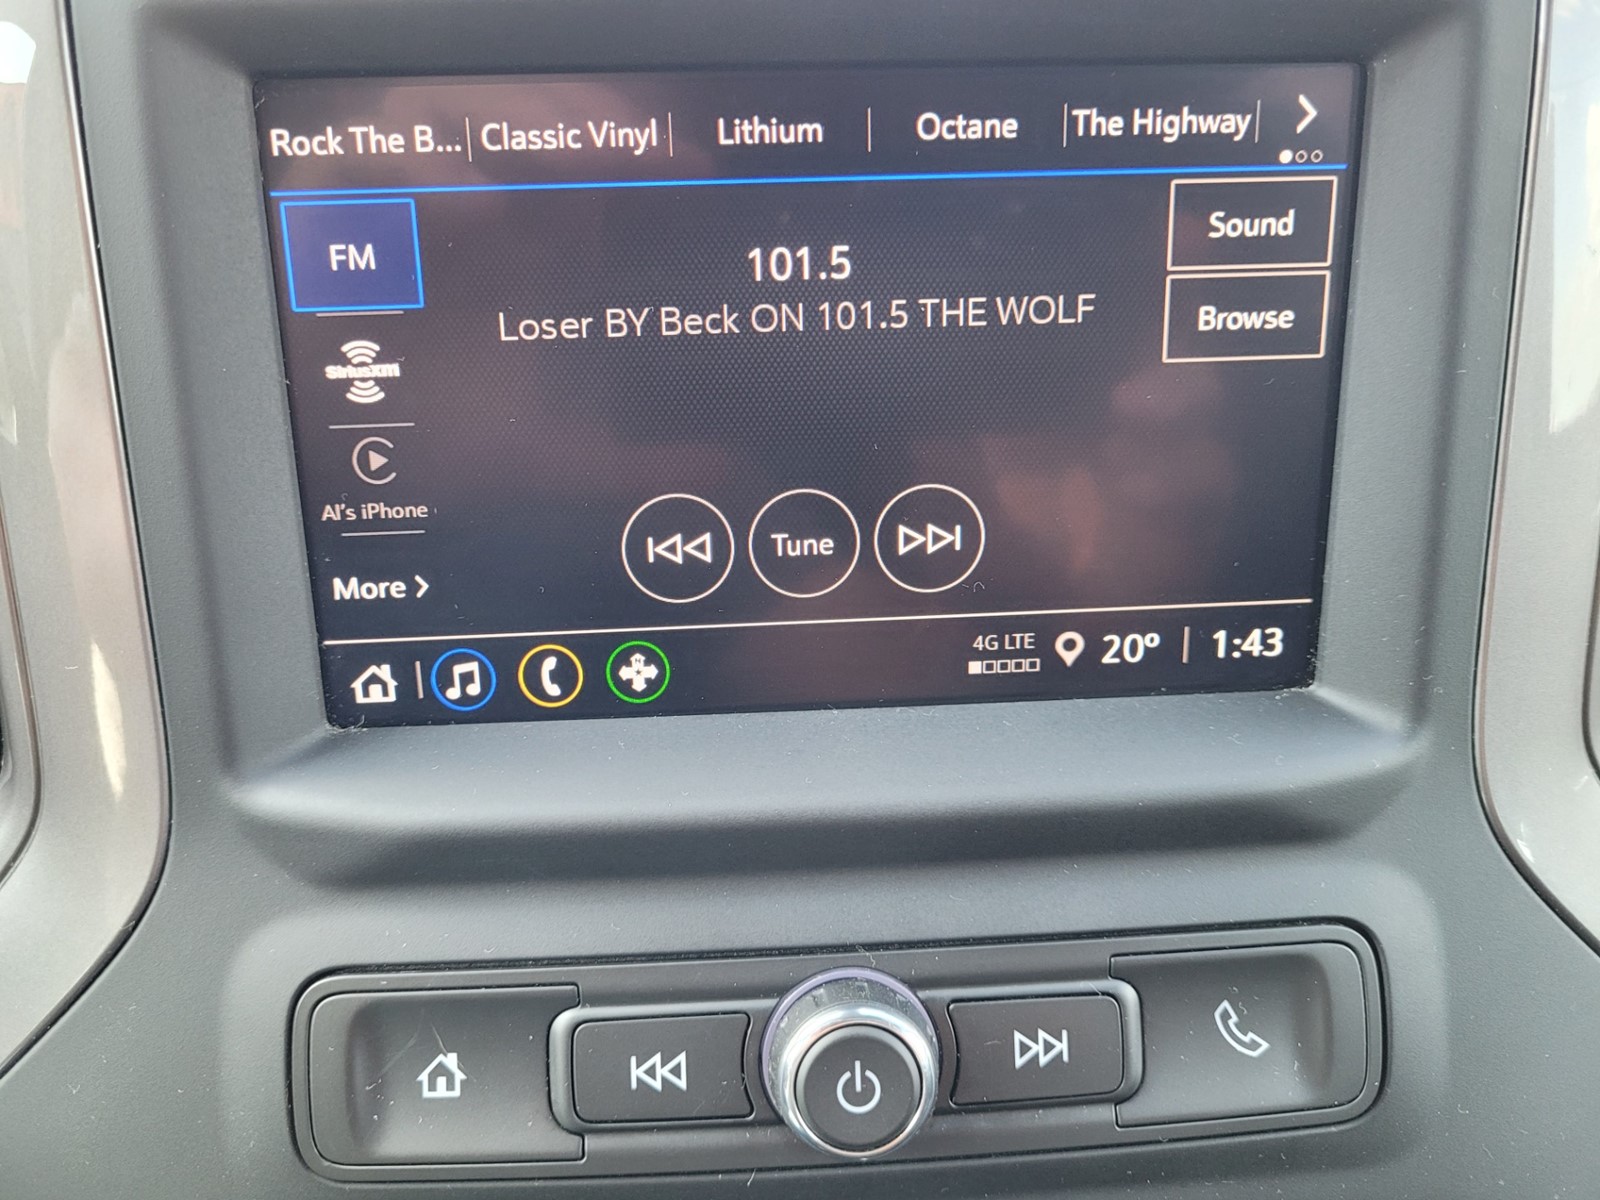 Rock The B... Classic Vinyl Lithium Octane The Highway
FM
101.5
Sound
Loser BY Beck ON 101.5 THE WOLF
Browse
SiriusXM
Al's iPhone
Tune
More
4G LTE
20° 1:43